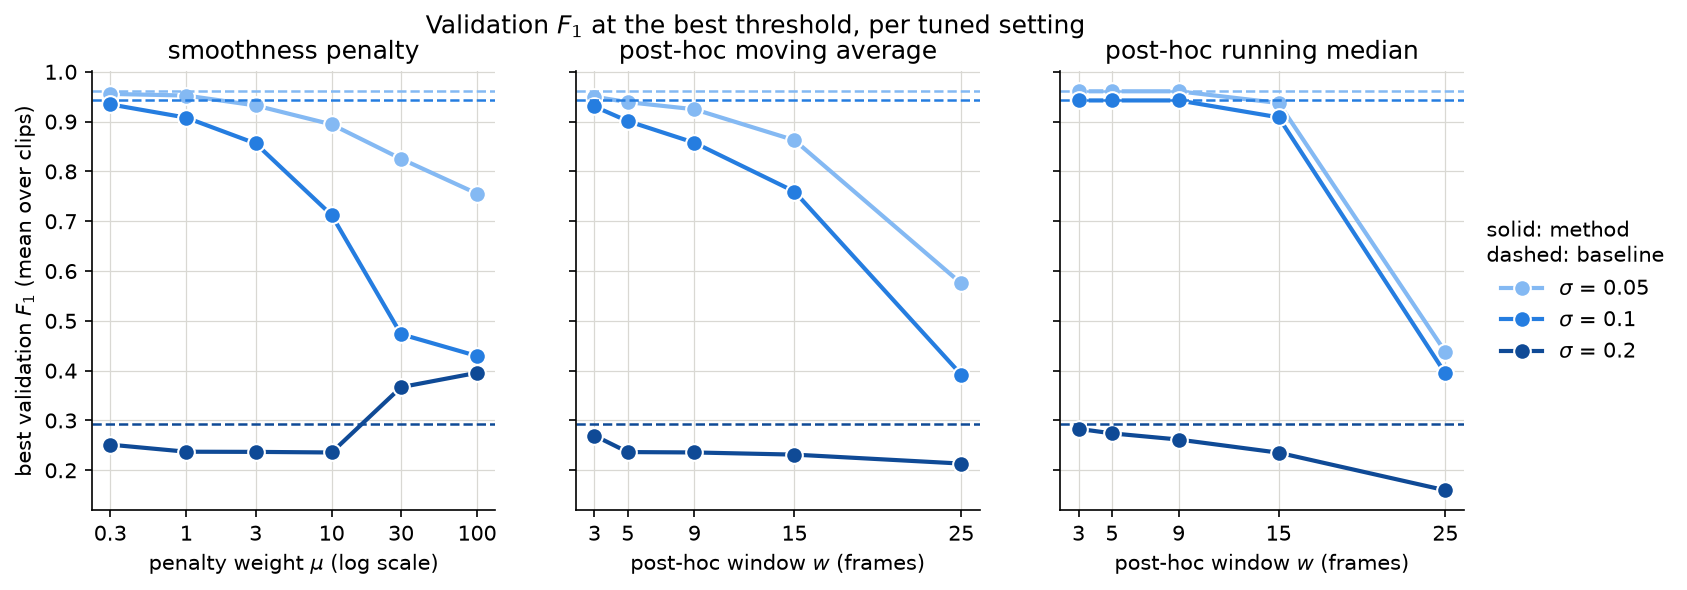 Validation F₁ at the best threshold, per tuned setting
smoothness penalty
post-hoc moving average
post-hoc running median
best validation F₁ (mean over clips)
1.0
0.9
0.8
0.7
0.6
0.5
0.4
0.3
0.2
0.3 1 3 10 30 100
penalty weight μ (log scale)
3 5 9 15 25
post-hoc window w (frames)
3 5 9 15 25
post-hoc window w (frames)
solid: method
dashed: baseline
σ = 0.05
σ = 0.1
σ = 0.2